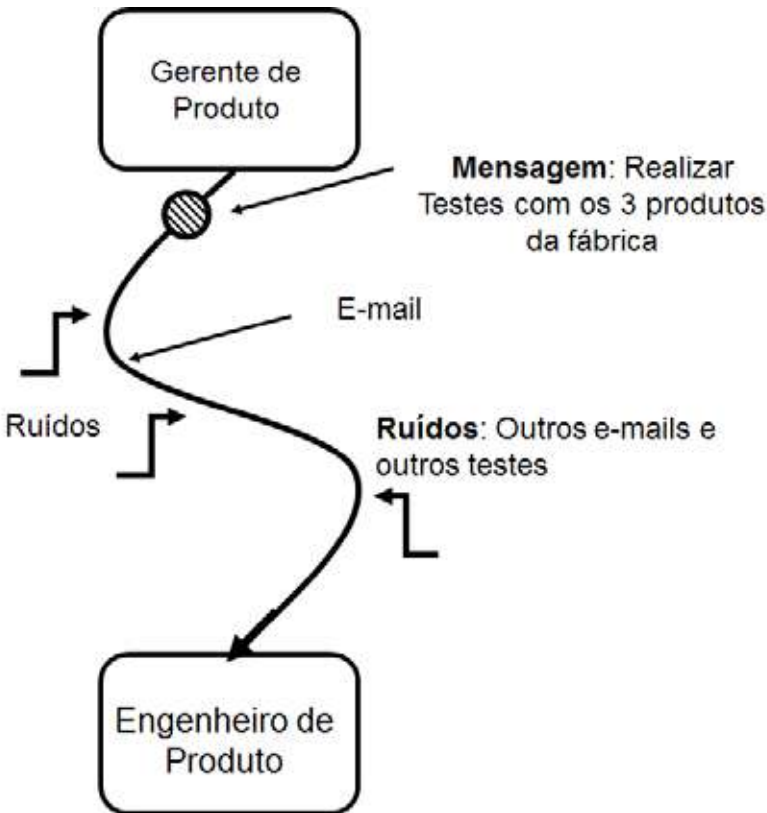 Gerente de
Produto
Mensagem: Realizar
Testes com os 3 produtos
da fábrica
E-mail
Ruídos
Ruídos: Outros e-mails e
outros testes
Engenheiro de
Produto